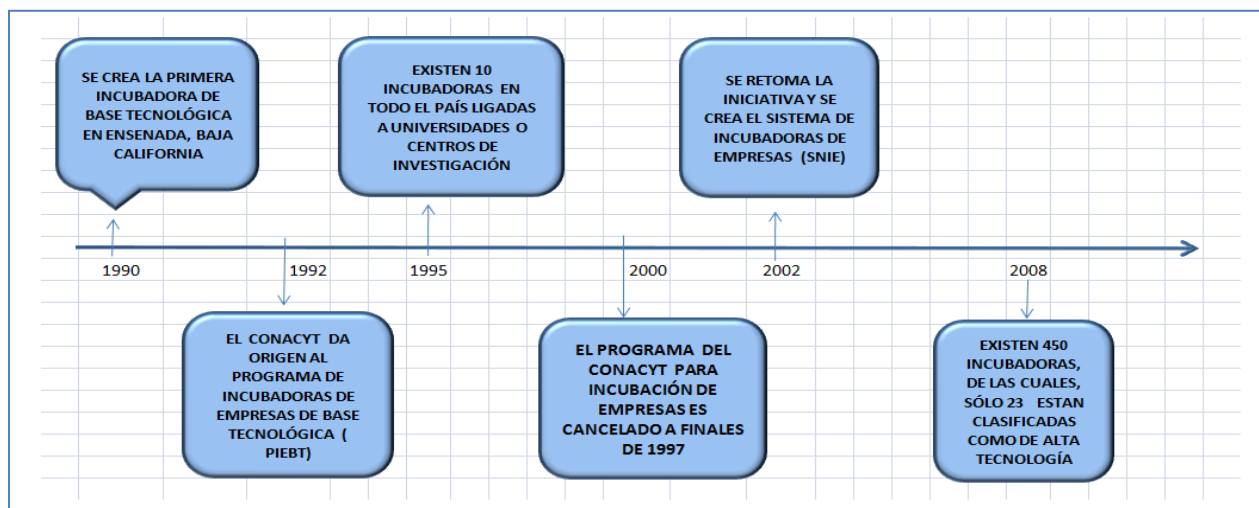 SE CREA LA PRIMERA
INCUBADORA DE
BASE TECNOLÓGICA
EN ENSENADA, BAJA
CALIFORNIA
EXISTEN 10
INCUBADORAS EN
TODO EL PAÍS LIGADAS
A UNIVERSIDADES O
CENTROS DE
INVESTIGACIÓN
SE RETOMA LA
INICIATIVA Y SE
CREA EL SISTEMA DE
INCUBADORAS DE
EMPRESAS (SNIE)
1990
1992
1995
2000
2002
2008
EL CONACYT DA
ORIGEN AL
PROGRAMA DE
INCUBADORAS DE
EMPRESAS DE BASE
TECNOLÓGICA (
PIEBT)
EL PROGRAMA DEL
CONACYT PARA
INCUBACIÓN DE
EMPRESAS ES
CANCELADO A FINALES
DE 1997
EXISTEN 450
INCUBADORAS,
DE LAS CUALES,
SÓLO 23 ESTAN
CLASIFICADAS
COMO DE ALTA
TECNOLOGÍA